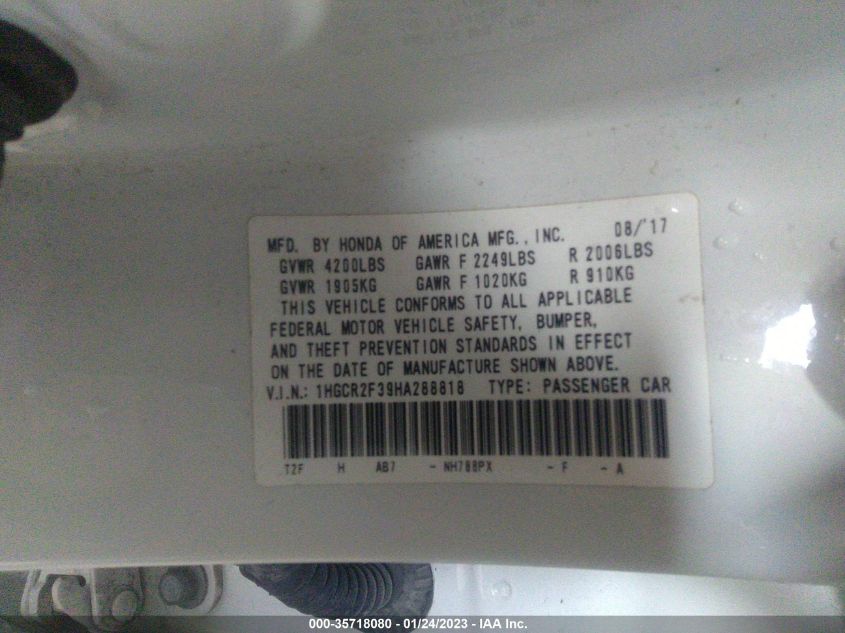 08/'17
MFD. BY HONDA OF AMERICA MFG., INC.
GVWR 4200LBS GAWR F 2249LBS R 2006LBS
GVWR 1905KG GAWR F 1020KG R 910KG
THIS VEHICLE CONFORMS TO ALL APPLICABLE
FEDERAL MOTOR VEHICLE SAFETY, BUMPER,
AND THEFT PREVENTION STANDARDS IN EFFECT
ON THE DATE OF MANUFACTURE SHOWN ABOVE.
V.I.N.: 1HGCR2F39HA288818 TYPE: PASSENGER CAR
T2F H AB7 - NH788PX - F - A
000-35718080 - 01/24/2023 - IAA Inc.